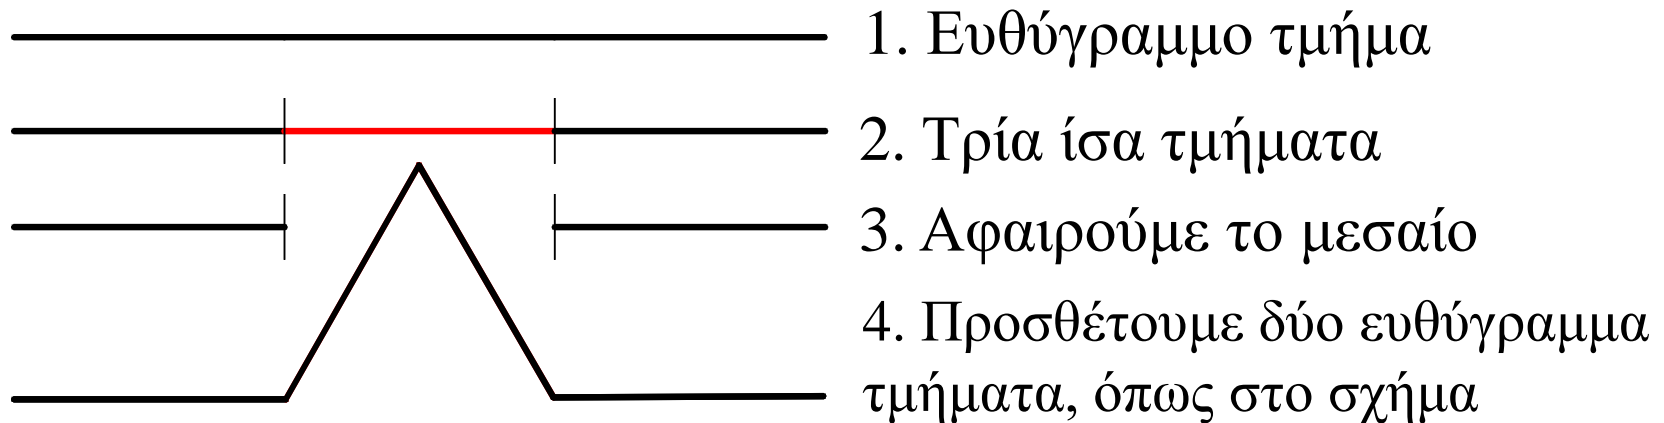 1. Ευθύγραμμο τμήμα
2. Τρία ίσα τμήματα
3. Αφαιρούμε το μεσαίο
4. Προσθέτουμε δύο ευθύγραμμα
τμήματα, όπως στο σχήμα